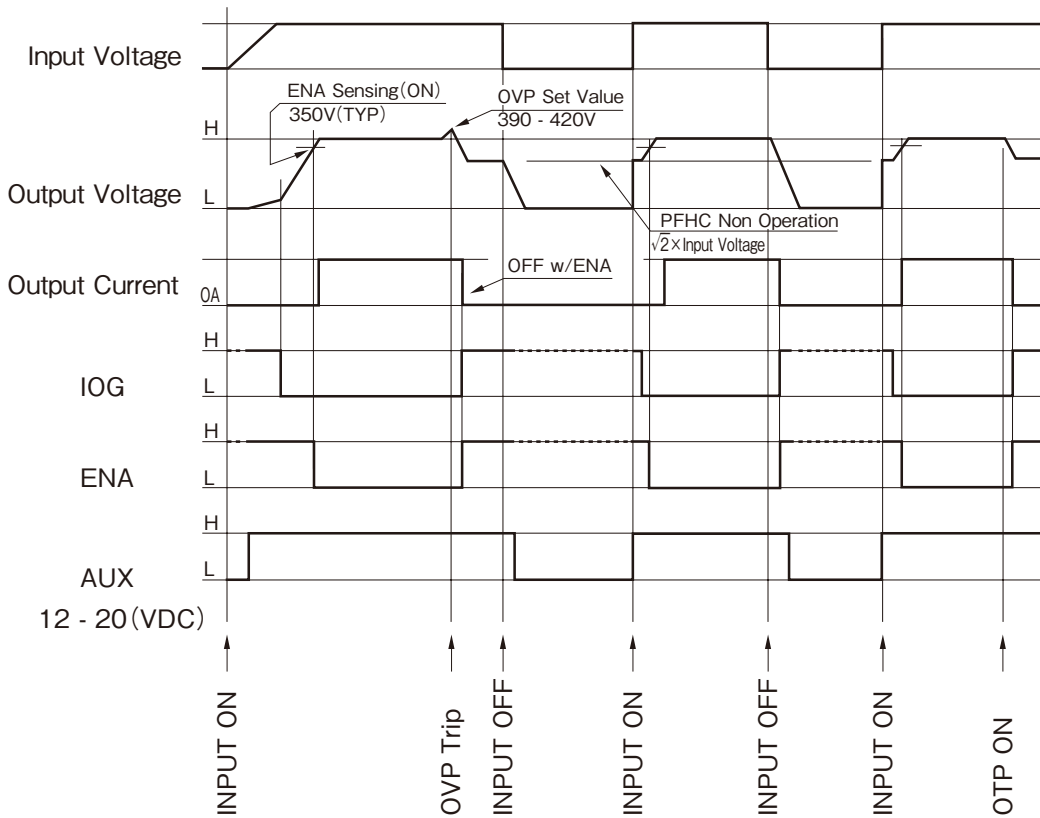 Input Voltage
ENA Sensing(ON)
350V(TYP)
OVP Set Value
390 - 420V
H
Output Voltage
L
PFHC Non Operation
√2×Input Voltage
OFF w/ENA
Output Current
0A
H
IOG
L
H
ENA
L
H
AUX
L
12 - 20(VDC)
INPUT ON
OVP Trip
INPUT OFF
INPUT ON
INPUT OFF
INPUT ON
OTP ON